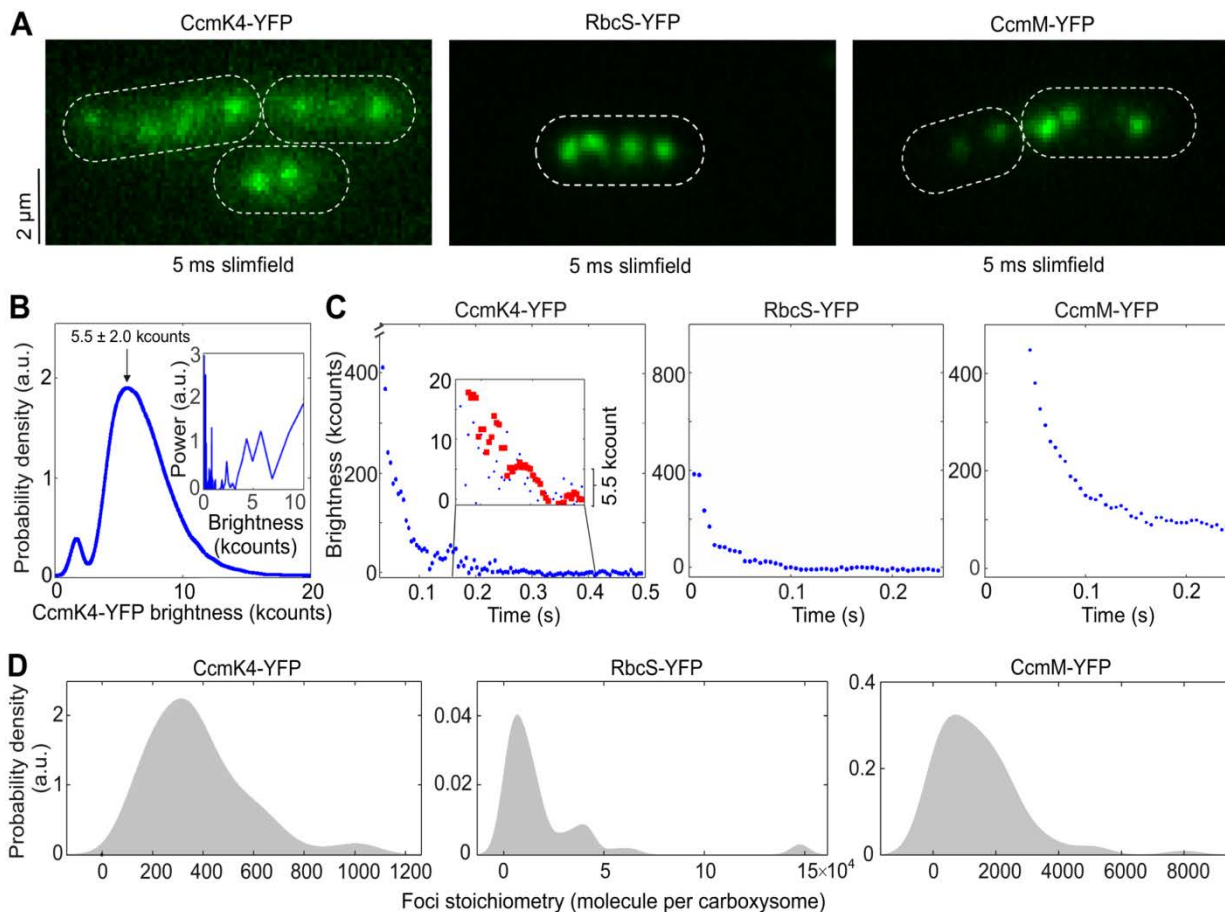 A
CcmK4-YFP
RbcS-YFP
CcmM-YFP
2 μm
5 ms slimfield
5 ms slimfield
5 ms slimfield
B
5.5 ± 2.0 kcounts
Probability density (a.u.)
2
1
0
0
10
20
CcmK4-YFP brightness (kcounts)
Power (a.u.)
3
2
1
0
0
5
10
Brightness
(kcounts)
C
CcmK4-YFP
Brightness (kcounts)
400
200
0
0.1
0.2
0.3
0.4
0.5
Time (s)
20
10
0
5.5 kcount
RbcS-YFP
800
400
0
0
0.1
0.2
Time (s)
CcmM-YFP
400
200
0
0
0.1
0.2
Time (s)
D
CcmK4-YFP
Probability density
(a.u.)
2
1
0
0
200
400
600
800
1000
1200
RbcS-YFP
0.04
0.02
0
0
5
10
15×10⁴
CcmM-YFP
0.4
0.2
0
0
2000
4000
6000
8000
Foci stoichiometry (molecule per carboxysome)